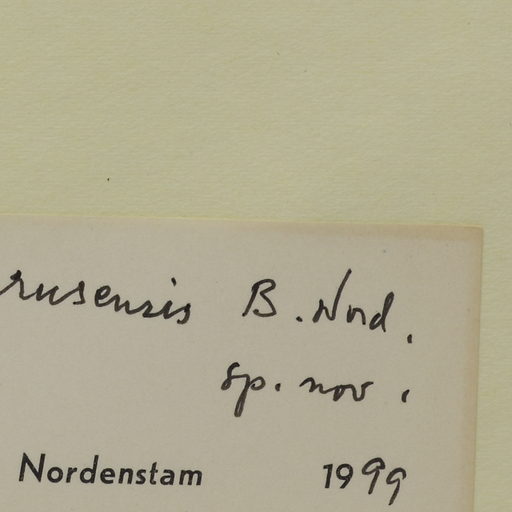 rusensis B. Nord.
sp. nov.
Nordenstam 1999